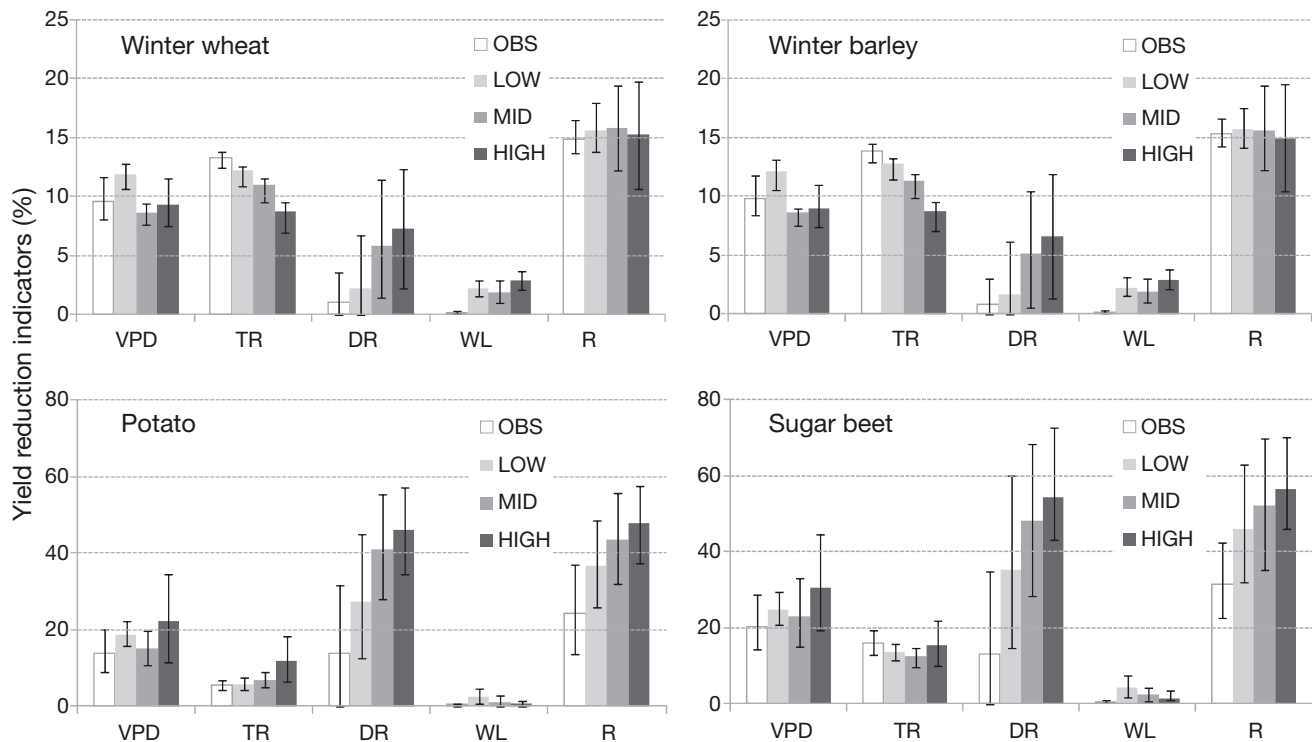 Yield reduction indicators (%)
25
20
15
10
5
0
Winter wheat
OBS
LOW
MID
HIGH
VPD TR DR WL R
25
20
15
10
5
0
Winter barley
OBS
LOW
MID
HIGH
VPD TR DR WL R
80
60
40
20
0
Potato
OBS
LOW
MID
HIGH
VPD TR DR WL R
80
60
40
20
0
Sugar beet
OBS
LOW
MID
HIGH
VPD TR DR WL R